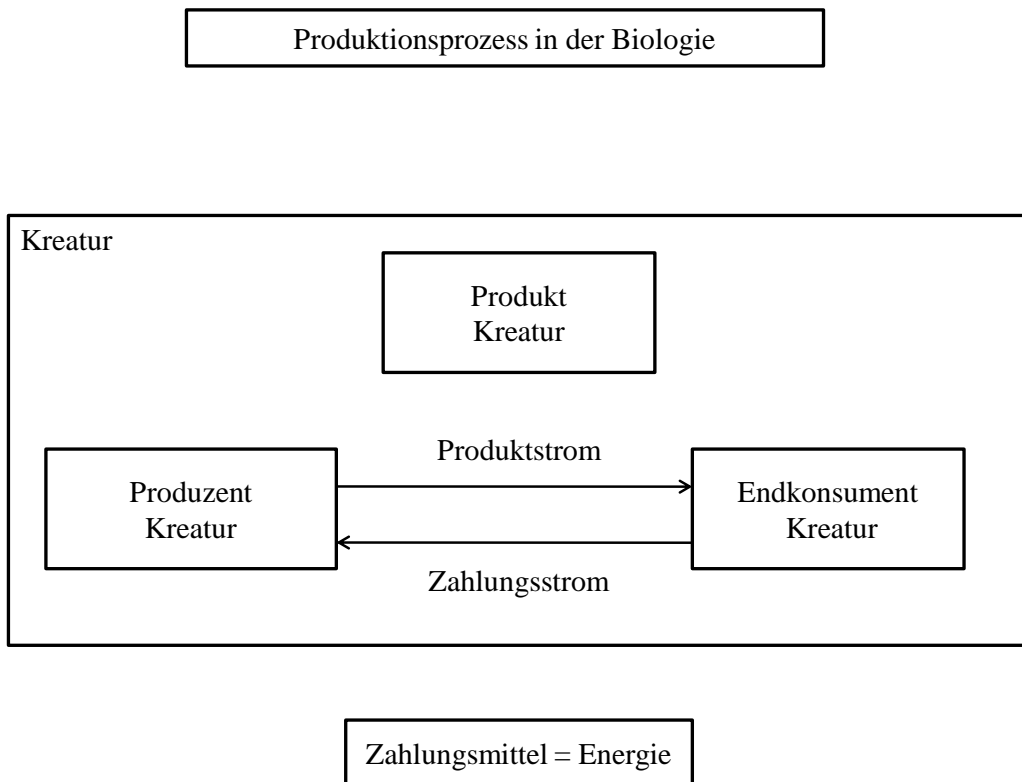 Produktionsprozess in der Biologie
Kreatur
Produkt
Kreatur
Produktstrom
Produzent
Kreatur
Endkonsument
Kreatur
Zahlungsstrom
Zahlungsmittel = Energie